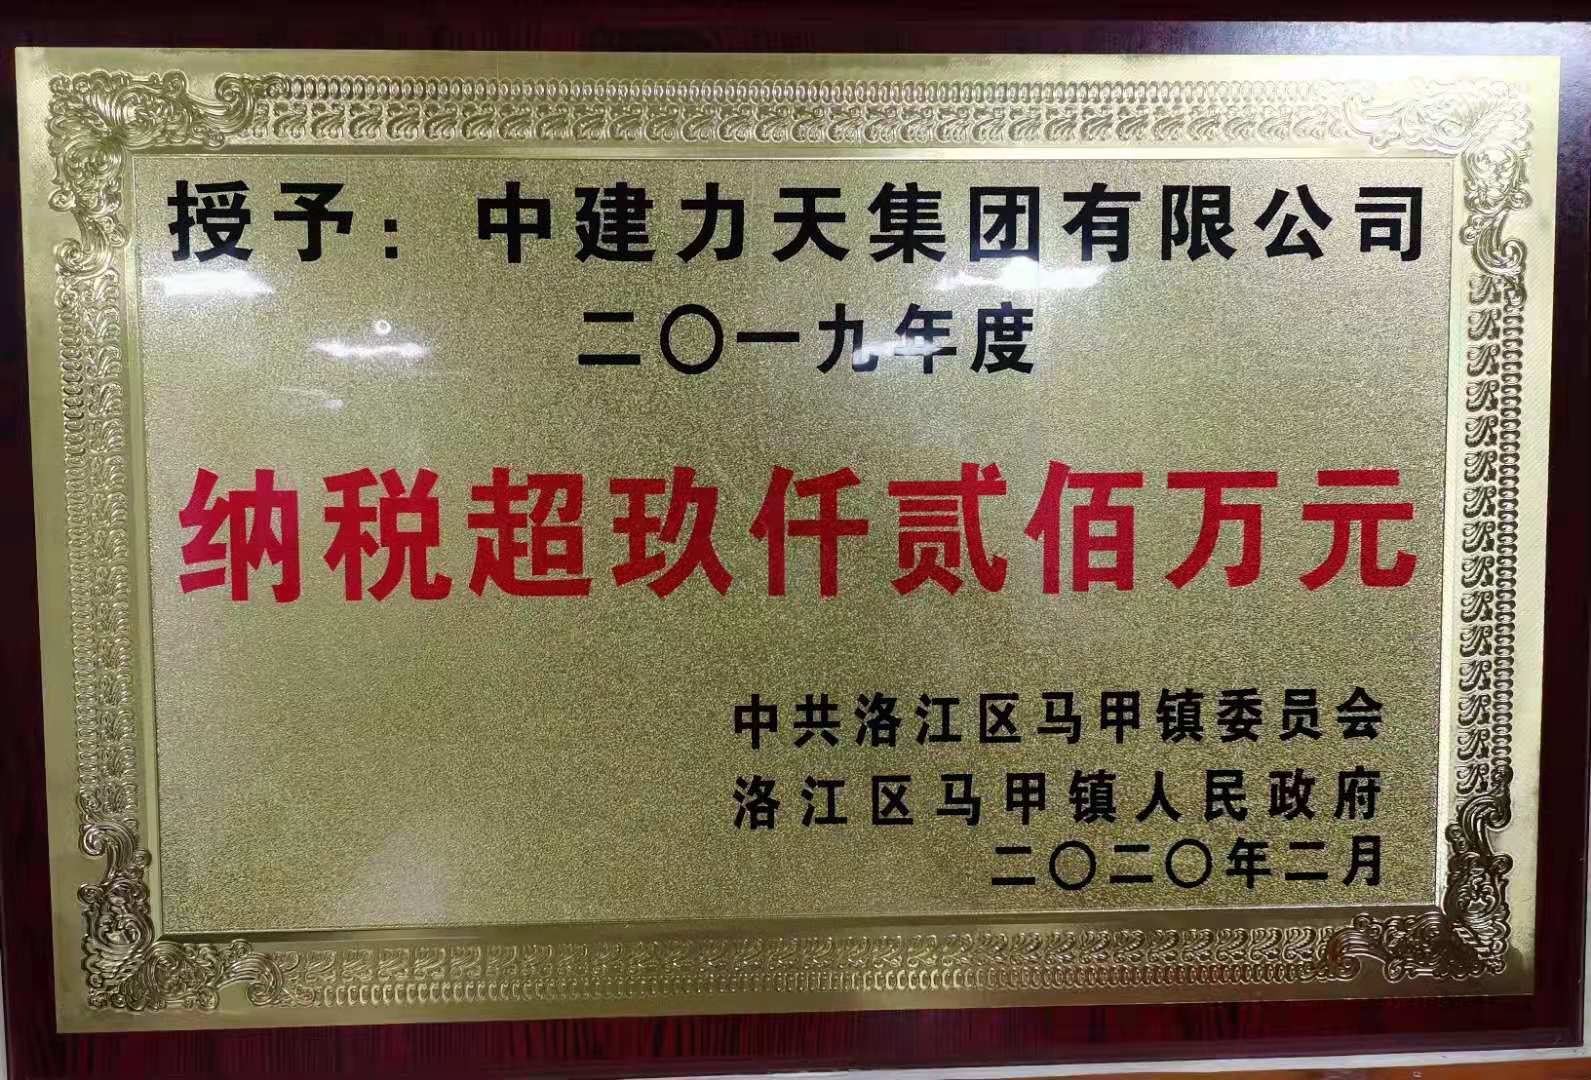 授予：中建力天集团有限公司
二〇一九年度
纳税超玖仟贰佰万元
中共洛江区马甲镇委员会
洛江区马甲镇人民政府
二〇二〇年二月